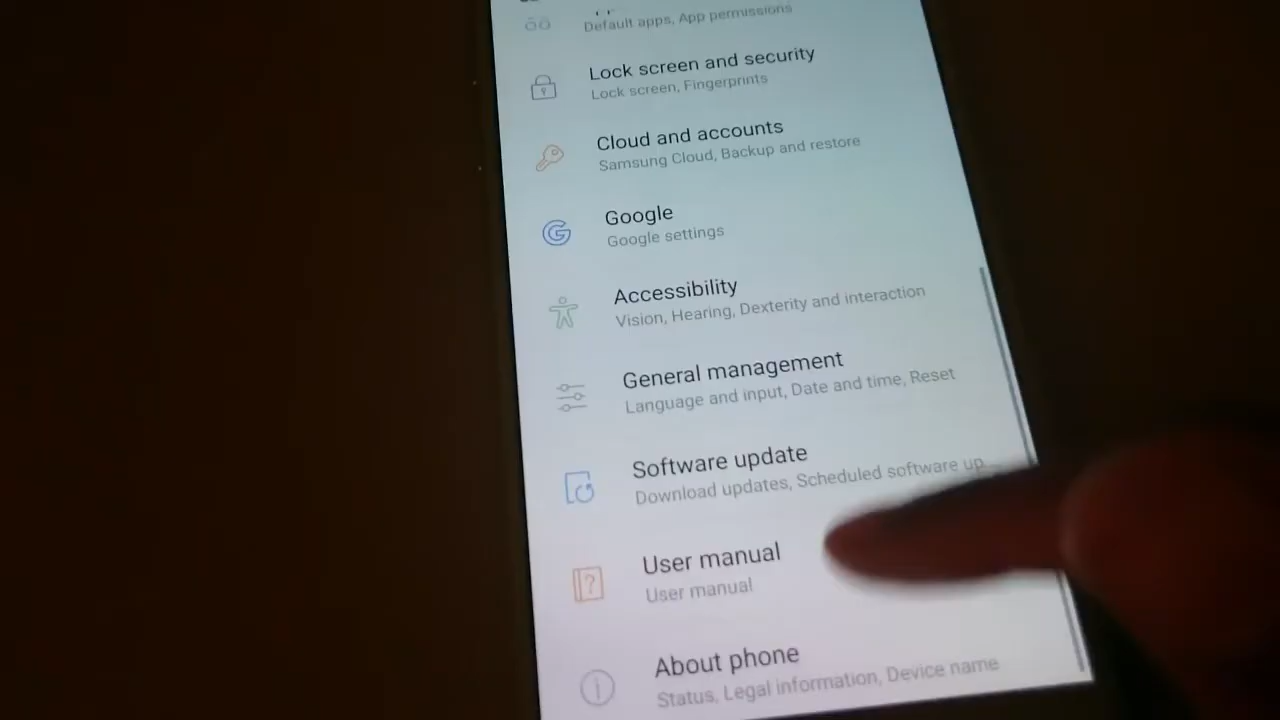 Default apps, App permissions
Lock screen and security
Lock screen, Fingerprints
Cloud and accounts
Samsung Cloud, Backup and restore
Google
Google settings
Accessibility
Vision, Hearing, Dexterity and interaction
General management
Language and input, Date and time, Reset
Software update
Download updates, Scheduled software up...
User manual
User manual
About phone
Status, Legal information, Device name